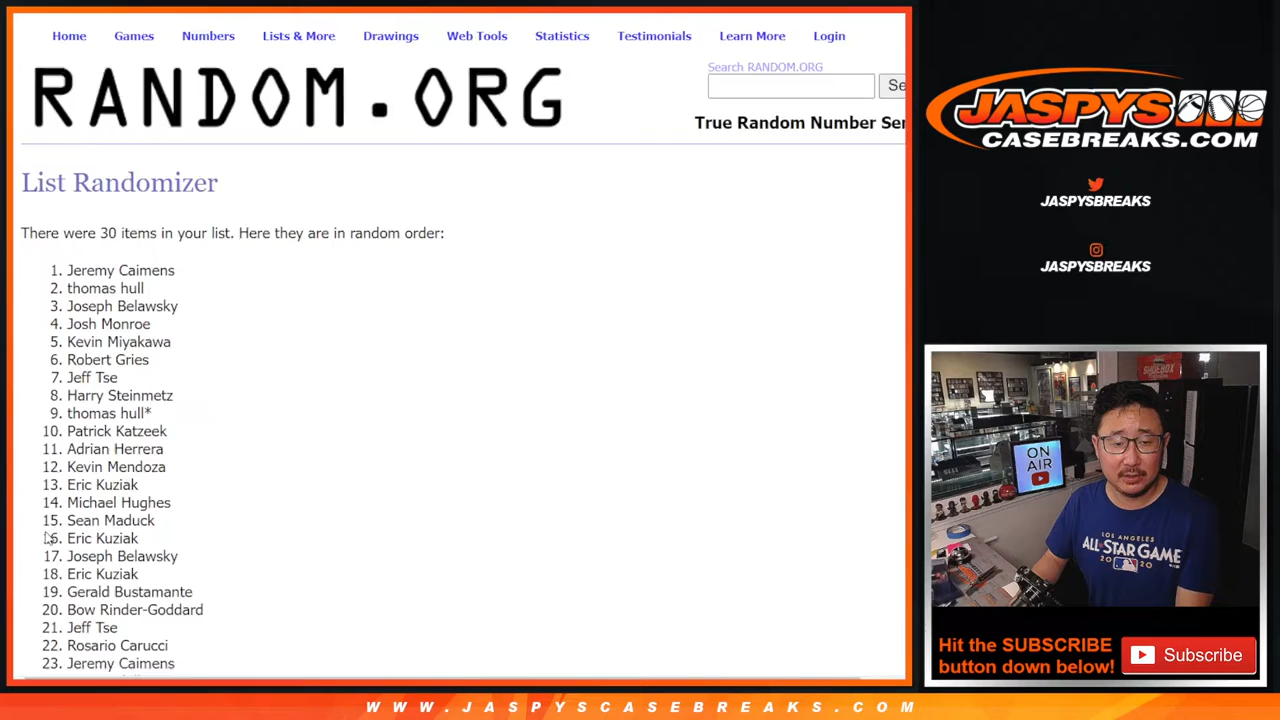 Home Games Numbers Lists & More Drawings Web Tools Statistics Testimonials Learn More Login
RANDOM.ORG
Search RANDOM.ORG
Se
True Random Number Ser
List Randomizer
There were 30 items in your list. Here they are in random order:
1. Jeremy Caimens
2. thomas hull
3. Joseph Belawsky
4. Josh Monroe
5. Kevin Miyakawa
6. Robert Gries
7. Jeff Tse
8. Harry Steinmetz
9. thomas hull*
10. Patrick Katzeek
11. Adrian Herrera
12. Kevin Mendoza
13. Eric Kuziak
14. Michael Hughes
15. Sean Maduck
16. Eric Kuziak
17. Joseph Belawsky
18. Eric Kuziak
19. Gerald Bustamante
20. Bow Rinder-Goddard
21. Jeff Tse
22. Rosario Carucci
23. Jeremy Caimens
JASPYS
CASEBREAKS.COM
JASPYSBREAKS
JASPYSBREAKS
SHOEBOX
ON
AIR
LOS ANGELES
ALL-STAR GAME
2020
Hit the SUBSCRIBE
button down below!
Subscribe
WWW.JASPYSCASEBREAKS.COM